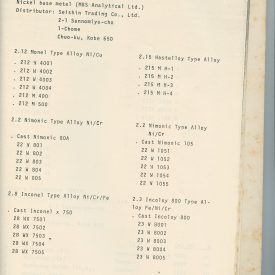 Nickel base metal (MBS Analytical Ltd.)
Distributor: Seishin Trading Co., Ltd.
2-1 Sannomiya-cho
1-Chome
Chuo-ku, Kobe 650
2.12 Monel Type Alloy Ni/Co
. 212 W 4001
. 212 W 4002
. 212 W 4003
. 212 W 4004
. 212 M 400
. 212 M 500
2.15 Hastelloy Type Alloy
. 215 M H-1
. 215 M H-2
. 215 M H-3
. 215 M H-4
2.2 Nimonic Type Alloy Ni/Cr
. Cast Nimonic 80A
22 W 801
22 W 802
22 W 803
22 W 804
22 W 805
2.2 Nimonic Type Alloy
Ni/Cr
. Cast Nimonic 105
22 W 1051
22 W 1052
22 W 1053
22 W 1054
22 W 1055
2.8 Inconel Type Alloy Ni/Cr/Fe
. Cast Inconel x 750
28 WX 7501
28 WX 7502
28 WX 7503
28 WX 7504
28 WX 7505
2.3 Incoloy 800 Type Al-
loy Fe/Ni/Cr
. Cast Incoloy 800
23 W 8001
23 W 8002
23 W 8003
23 W 8004
23 W 8005